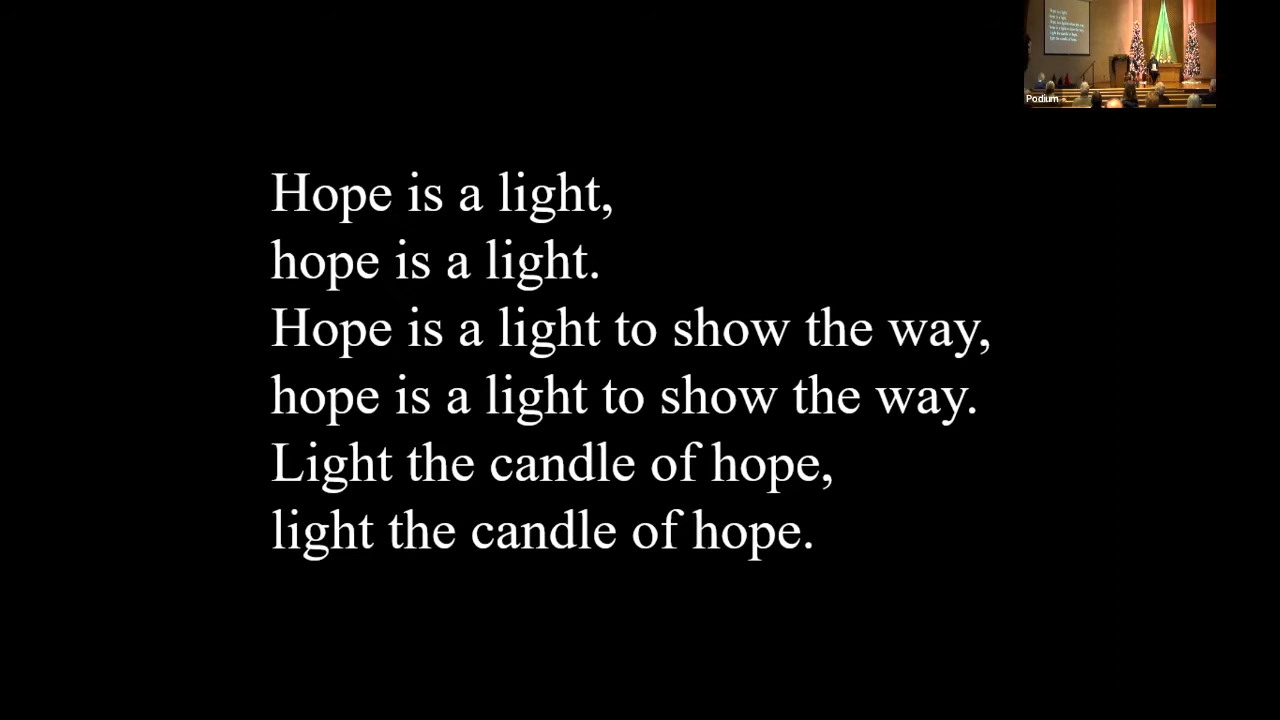 Podium
Hope is a light,
hope is a light.
Hope is a light to show the way,
hope is a light to show the way.
Light the candle of hope,
light the candle of hope.